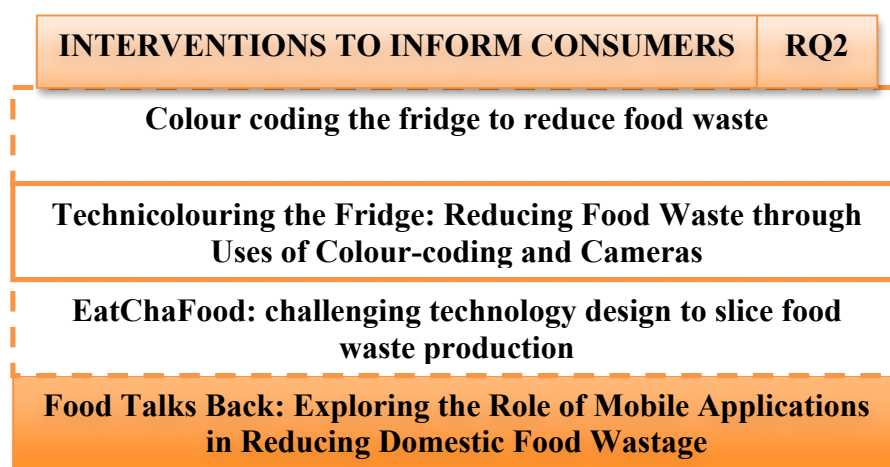 INTERVENTIONS TO INFORM CONSUMERS RQ2
Colour coding the fridge to reduce food waste
Technicolouring the Fridge: Reducing Food Waste through
Uses of Colour-coding and Cameras
EatChaFood: challenging technology design to slice food
waste production
Food Talks Back: Exploring the Role of Mobile Applications
in Reducing Domestic Food Wastage